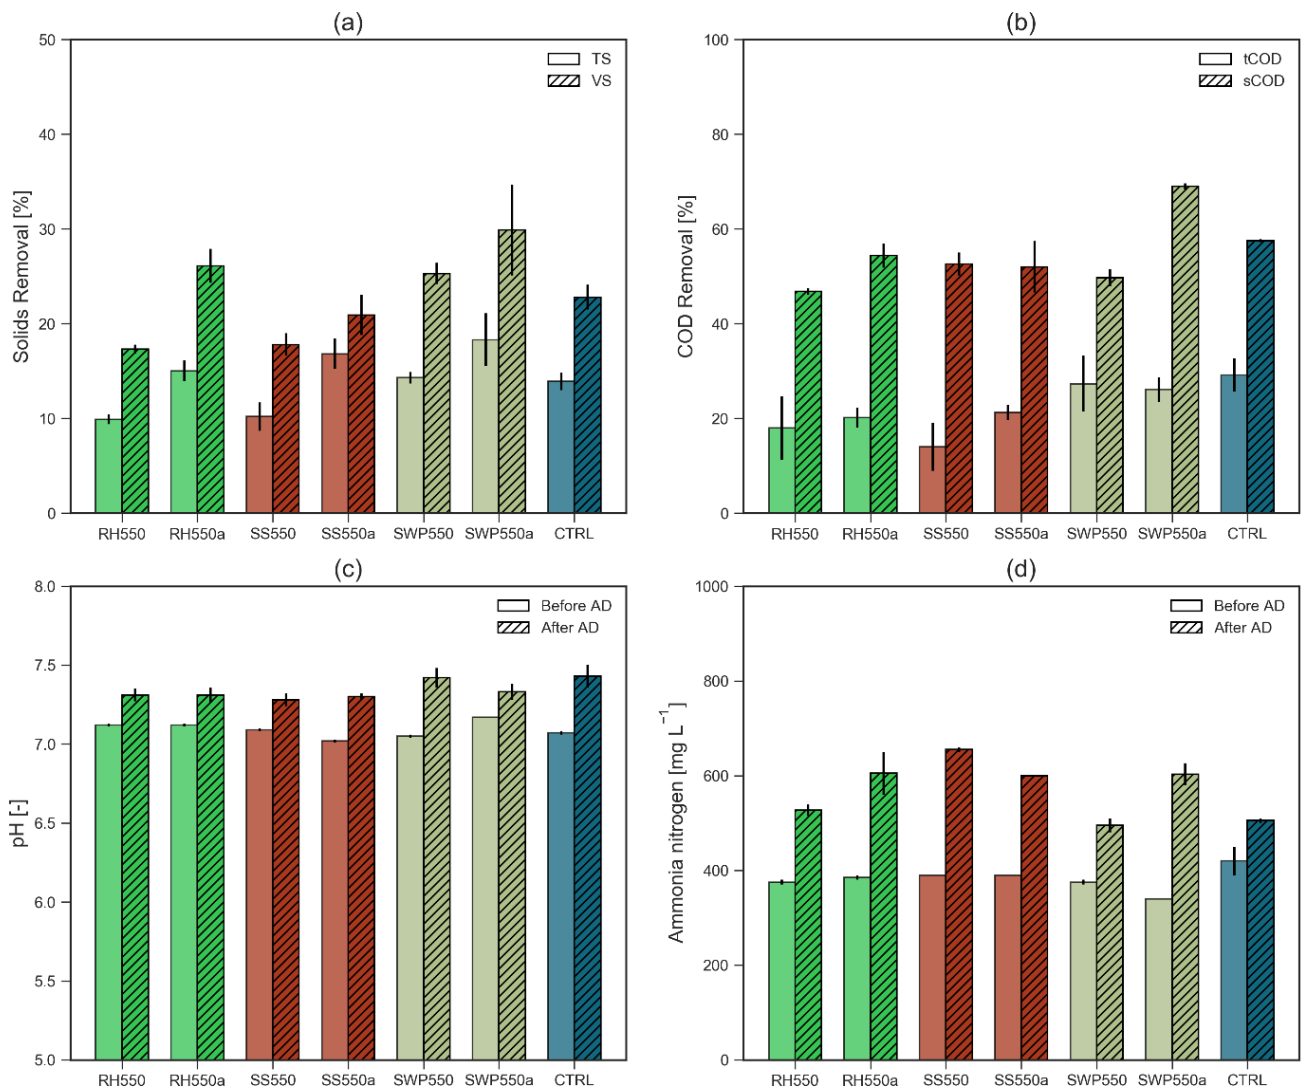 (a)
50
40
30
20
10
0
Solids Removal [%]
TS
VS
RH550 RH550a SS550 SS550a SWP550 SWP550a CTRL
(b)
100
80
60
40
20
0
COD Removal [%]
tCOD
sCOD
RH550 RH550a SS550 SS550a SWP550 SWP550a CTRL
(c)
8.0
7.5
7.0
6.5
6.0
5.5
5.0
pH [-]
Before AD
After AD
RH550 RH550a SS550 SS550a SWP550 SWP550a CTRL
(d)
1000
800
600
400
200
0
Ammonia nitrogen [mg L⁻¹]
Before AD
After AD
RH550 RH550a SS550 SS550a SWP550 SWP550a CTRL